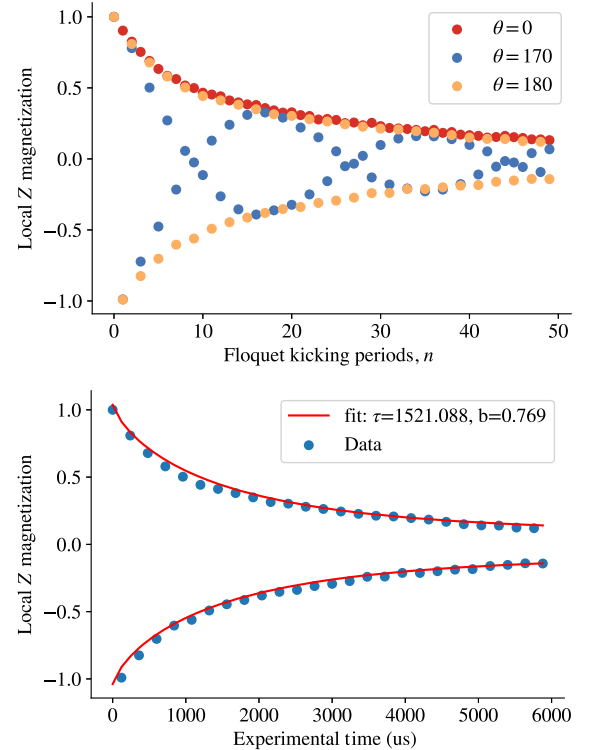 1.0
0.5
0.0
−0.5
−1.0
Local Z magnetization
θ=0
θ=170
θ=180
0 10 20 30 40 50
Floquet kicking periods, n
1.0
0.5
0.0
−0.5
−1.0
Local Z magnetization
fit: τ=1521.088, b=0.769
Data
0 1000 2000 3000 4000 5000 6000
Experimental time (us)